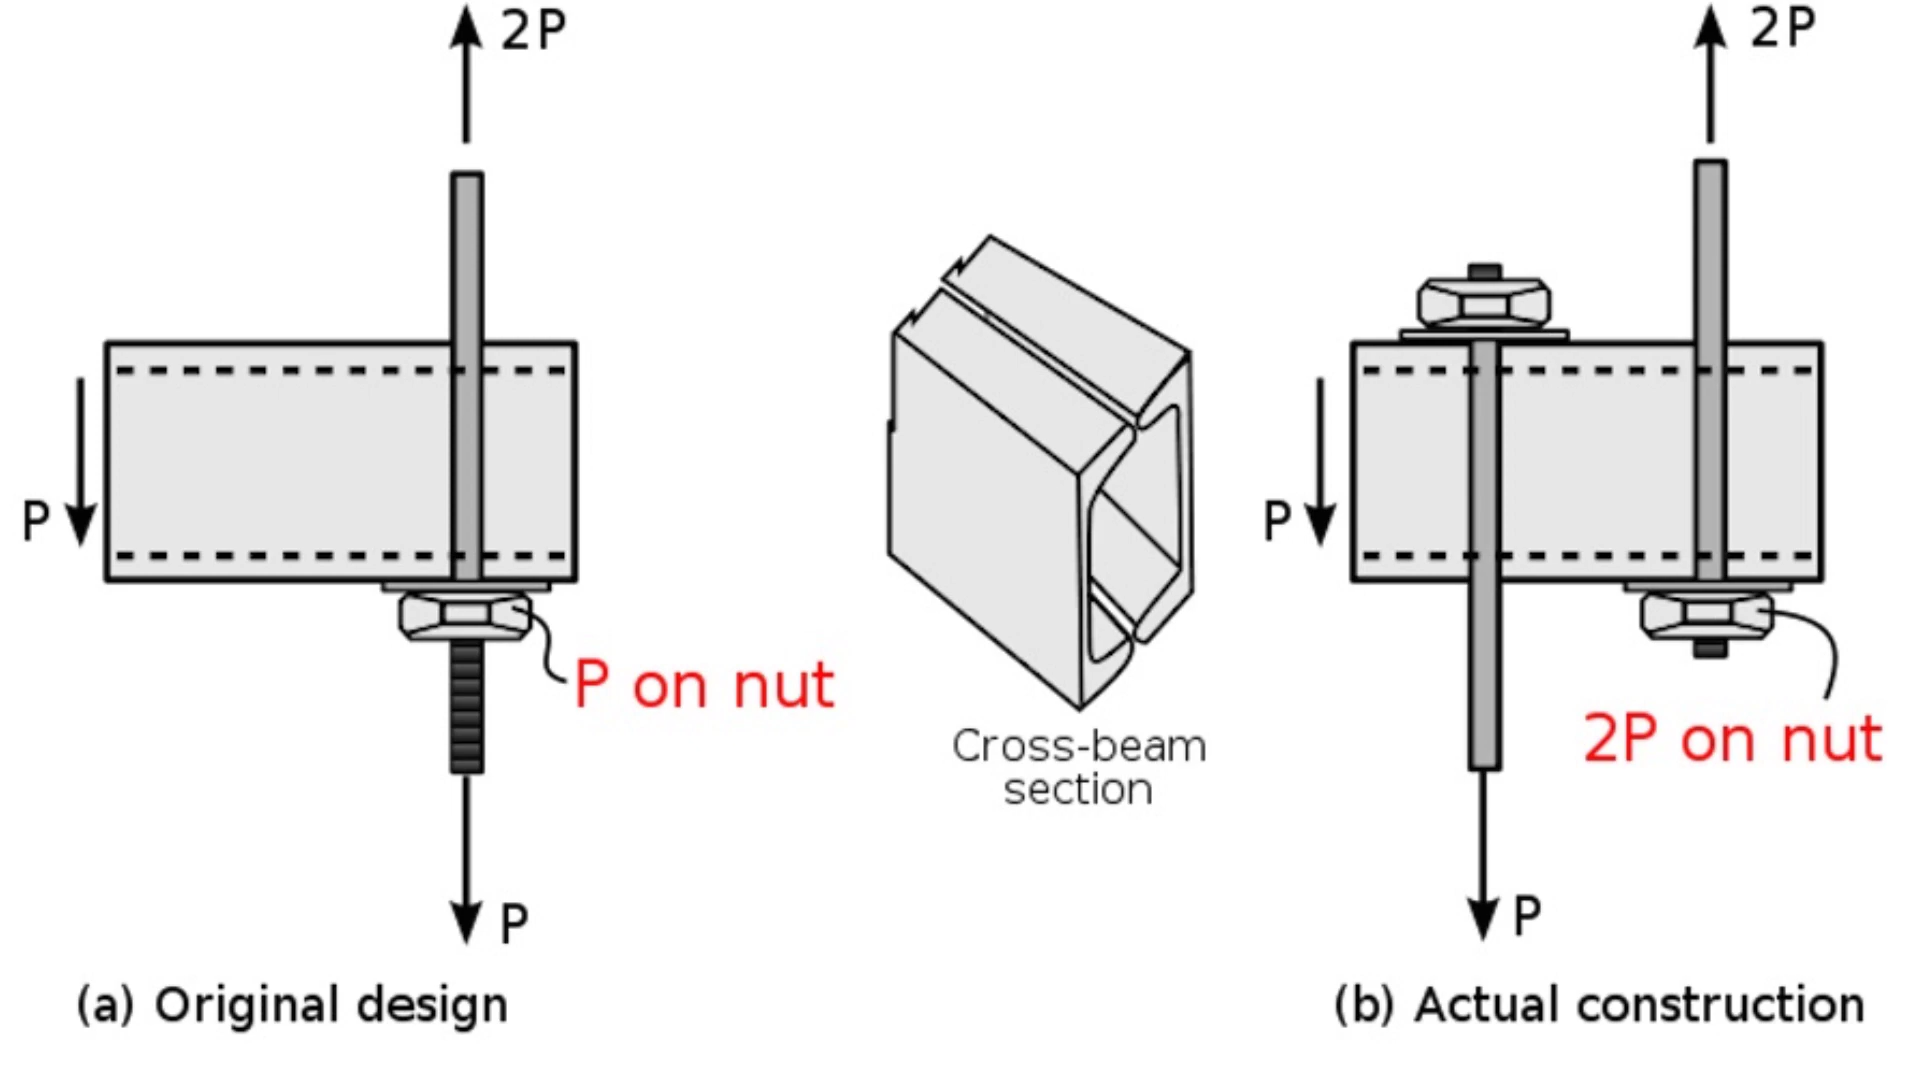 2P
P
P on nut
P
(a) Original design
Cross-beam
section
2P
P
2P on nut
P
(b) Actual construction